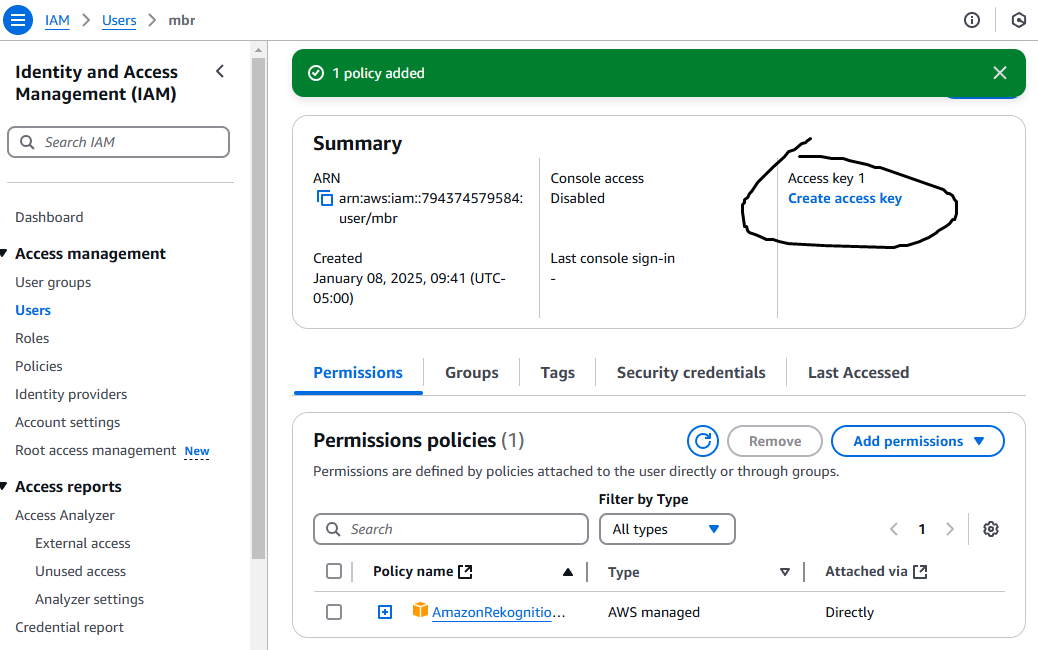 IAM > Users > mbr
Identity and Access
Management (IAM)
Search IAM
Dashboard
Access management
User groups
Users
Roles
Policies
Identity providers
Account settings
Root access management New
Access reports
Access Analyzer
External access
Unused access
Analyzer settings
Credential report
1 policy added
Summary
ARN
arn:aws:iam::794374579584:
user/mbr
Created
January 08, 2025, 09:41 (UTC-
05:00)
Console access
Disabled
Last console sign-in
-
Access key 1
Create access key
Permissions
Groups
Tags
Security credentials
Last Accessed
Permissions policies (1)
Remove
Add permissions
Permissions are defined by policies attached to the user directly or through groups.
Filter by Type
Search
All types
1
Policy name
Type
Attached via
AmazonRekognitio...
AWS managed
Directly